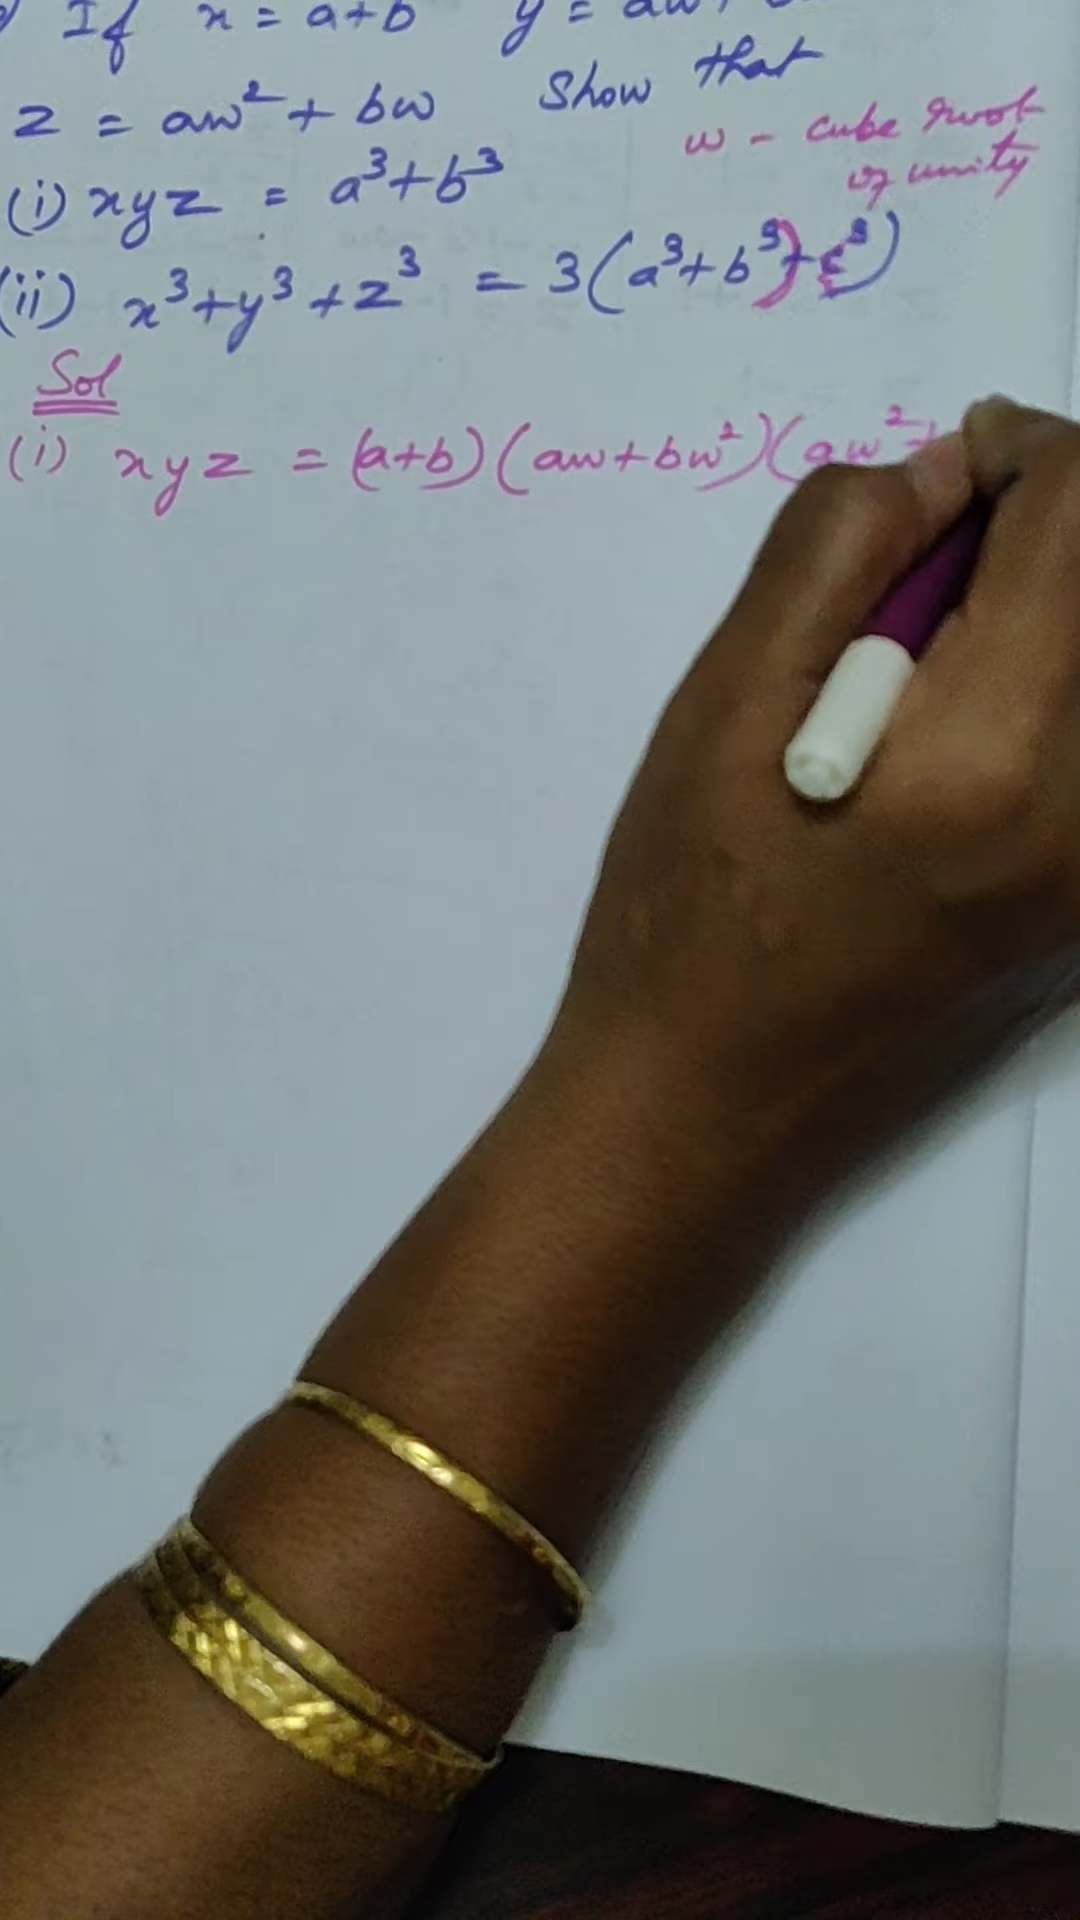 If x = a+b y = aw+
z = aw² + bw Show that
w - cube root
of unity
(i) xyz = a³+b³
(ii) x³+y³+z³ = 3(a³+b³)+c³)
Sol
(i) xyz = (a+b)(aw+bw²)(aw²+